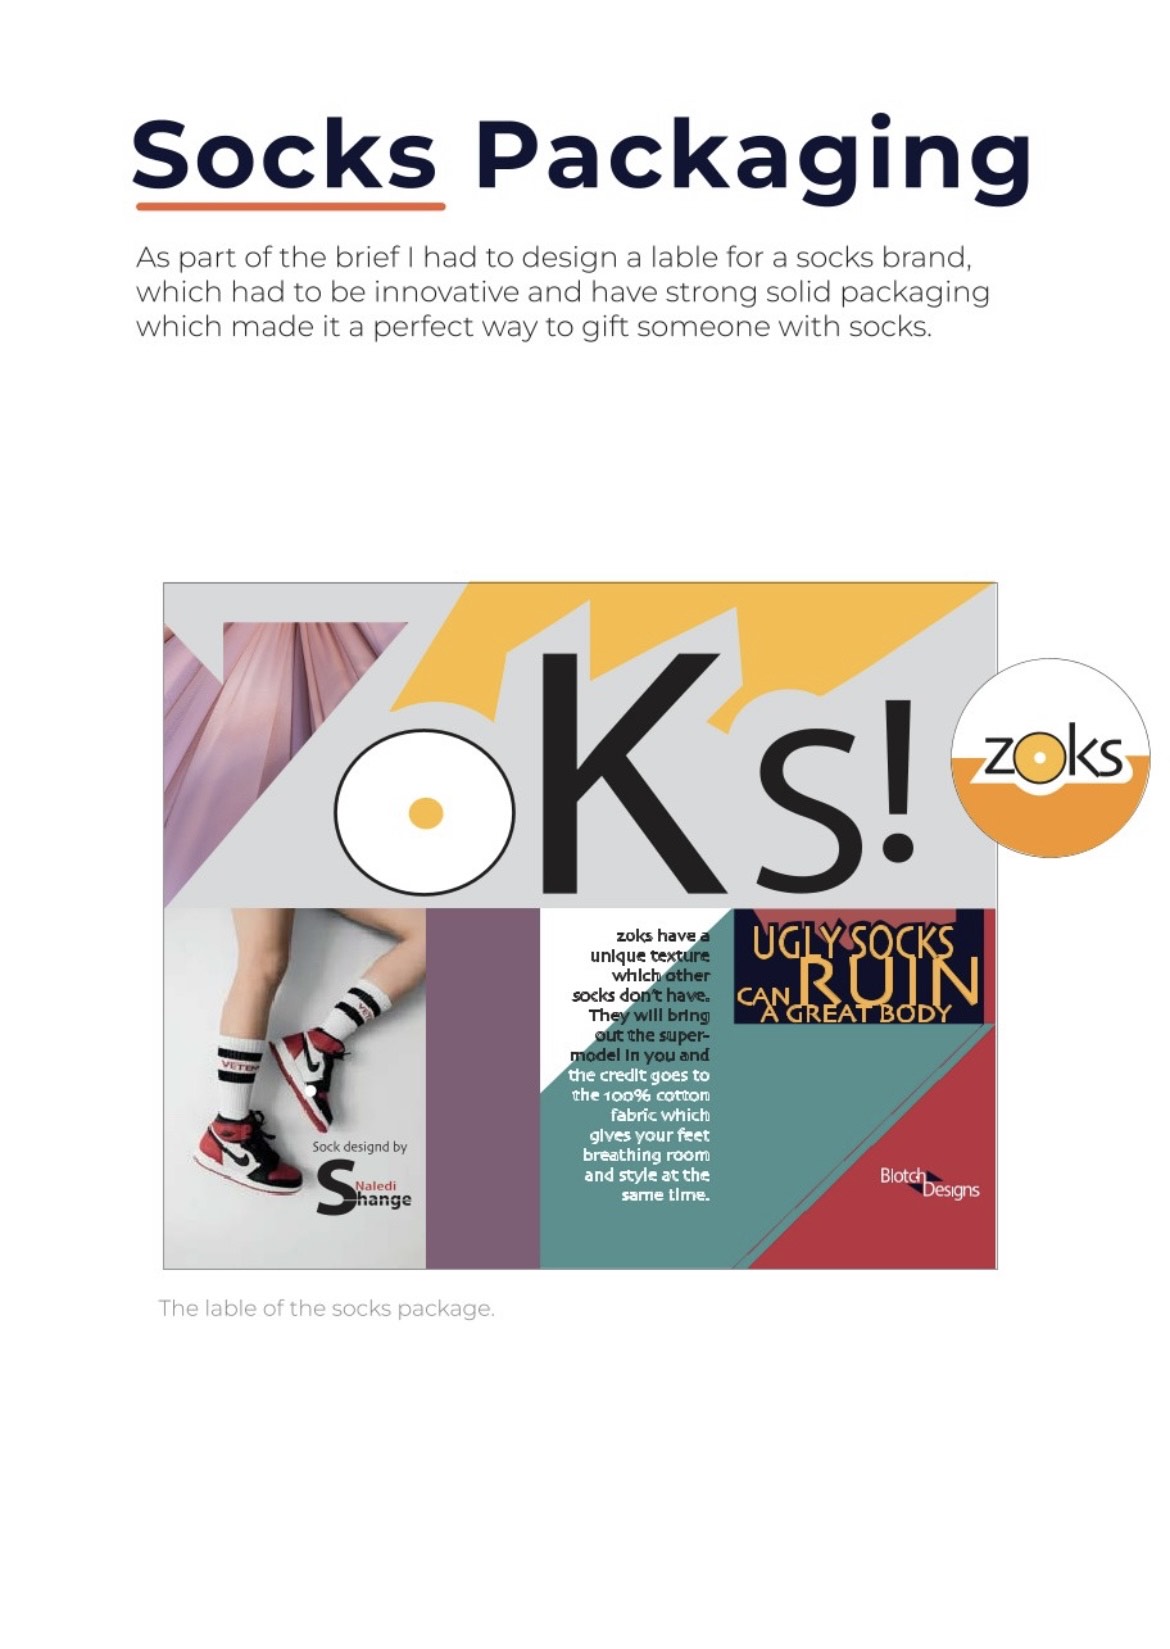 Socks Packaging
As part of the brief I had to design a lable for a socks brand,
which had to be innovative and have strong solid packaging
which made it a perfect way to gift someone with socks.
ZoKs!
zoks
zoks have a
unique texture
which other
socks don't have.
They will bring
out the super-
model in you and
the credit goes to
the 100% cotton
fabric which
gives your feet
breathing room
and style at the
same time.
UGLY SOCKS
CAN RUIN
A GREAT BODY
Sock designd by
Naledi
Shange
Blotch
Designs
The lable of the socks package.